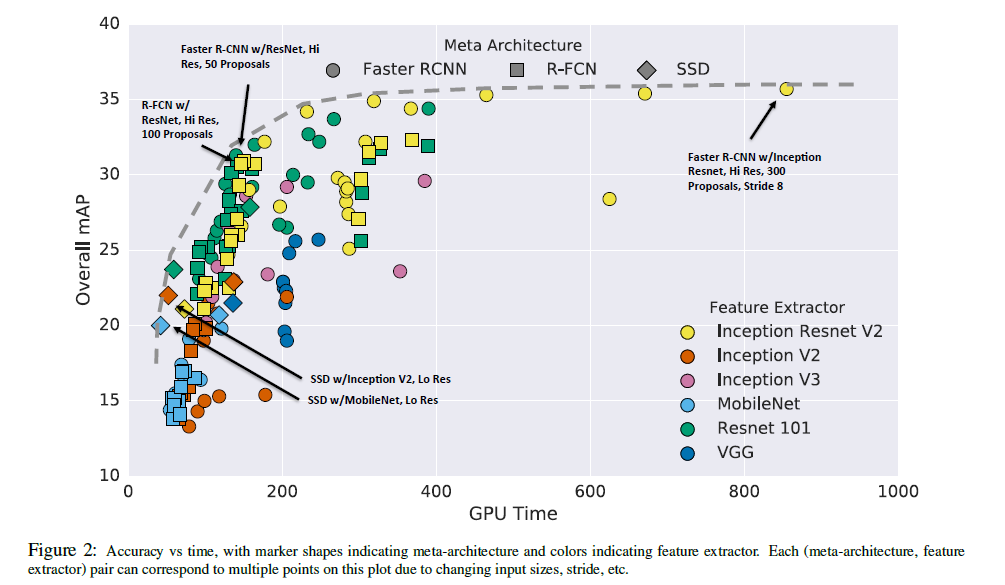 40
35
30
25
20
15
10
Overall mAP
0
200
400
600
800
1000
GPU Time
Meta Architecture
Faster RCNN
R-FCN
SSD
Faster R-CNN w/ResNet, Hi
Res, 50 Proposals
R-FCN w/
ResNet, Hi Res,
100 Proposals
Faster R-CNN w/Inception
Resnet, Hi Res, 300
Proposals, Stride 8
SSD w/Inception V2, Lo Res
SSD w/MobileNet, Lo Res
Feature Extractor
Inception Resnet V2
Inception V2
Inception V3
MobileNet
Resnet 101
VGG
Figure 2: Accuracy vs time, with marker shapes indicating meta-architecture and colors indicating feature extractor. Each (meta-architecture, feature
extractor) pair can correspond to multiple points on this plot due to changing input sizes, stride, etc.